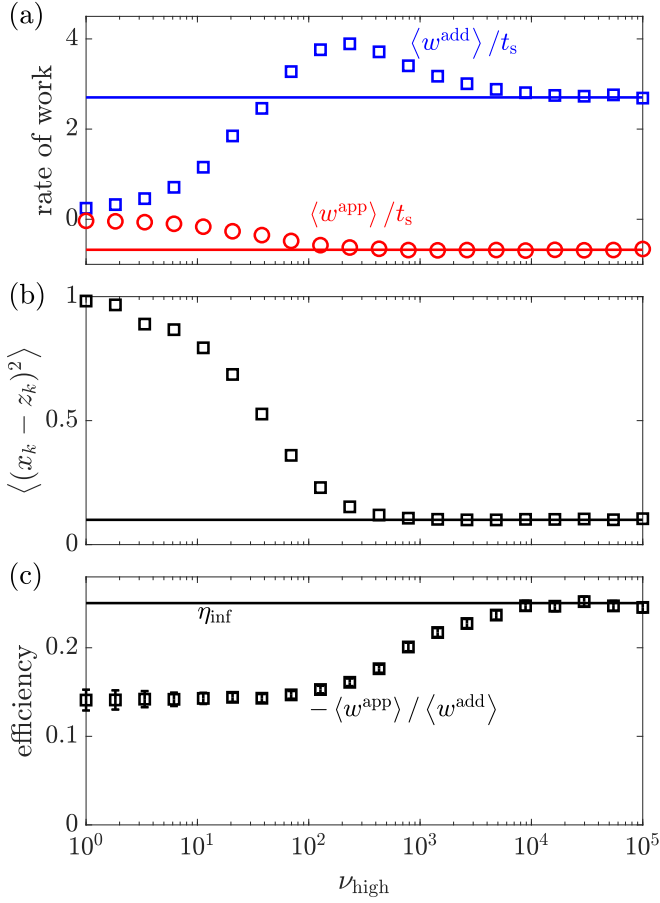 (a)
4
2
0
rate of work
⟨w^add⟩/t_s
⟨w^app⟩/t_s
(b)
1
0.5
0
⟨(x_k − z_k)^2⟩
(c)
0.2
0.1
0
efficiency
η_inf
−⟨w^app⟩/⟨w^add⟩
10^0 10^1 10^2 10^3 10^4 10^5
ν_high